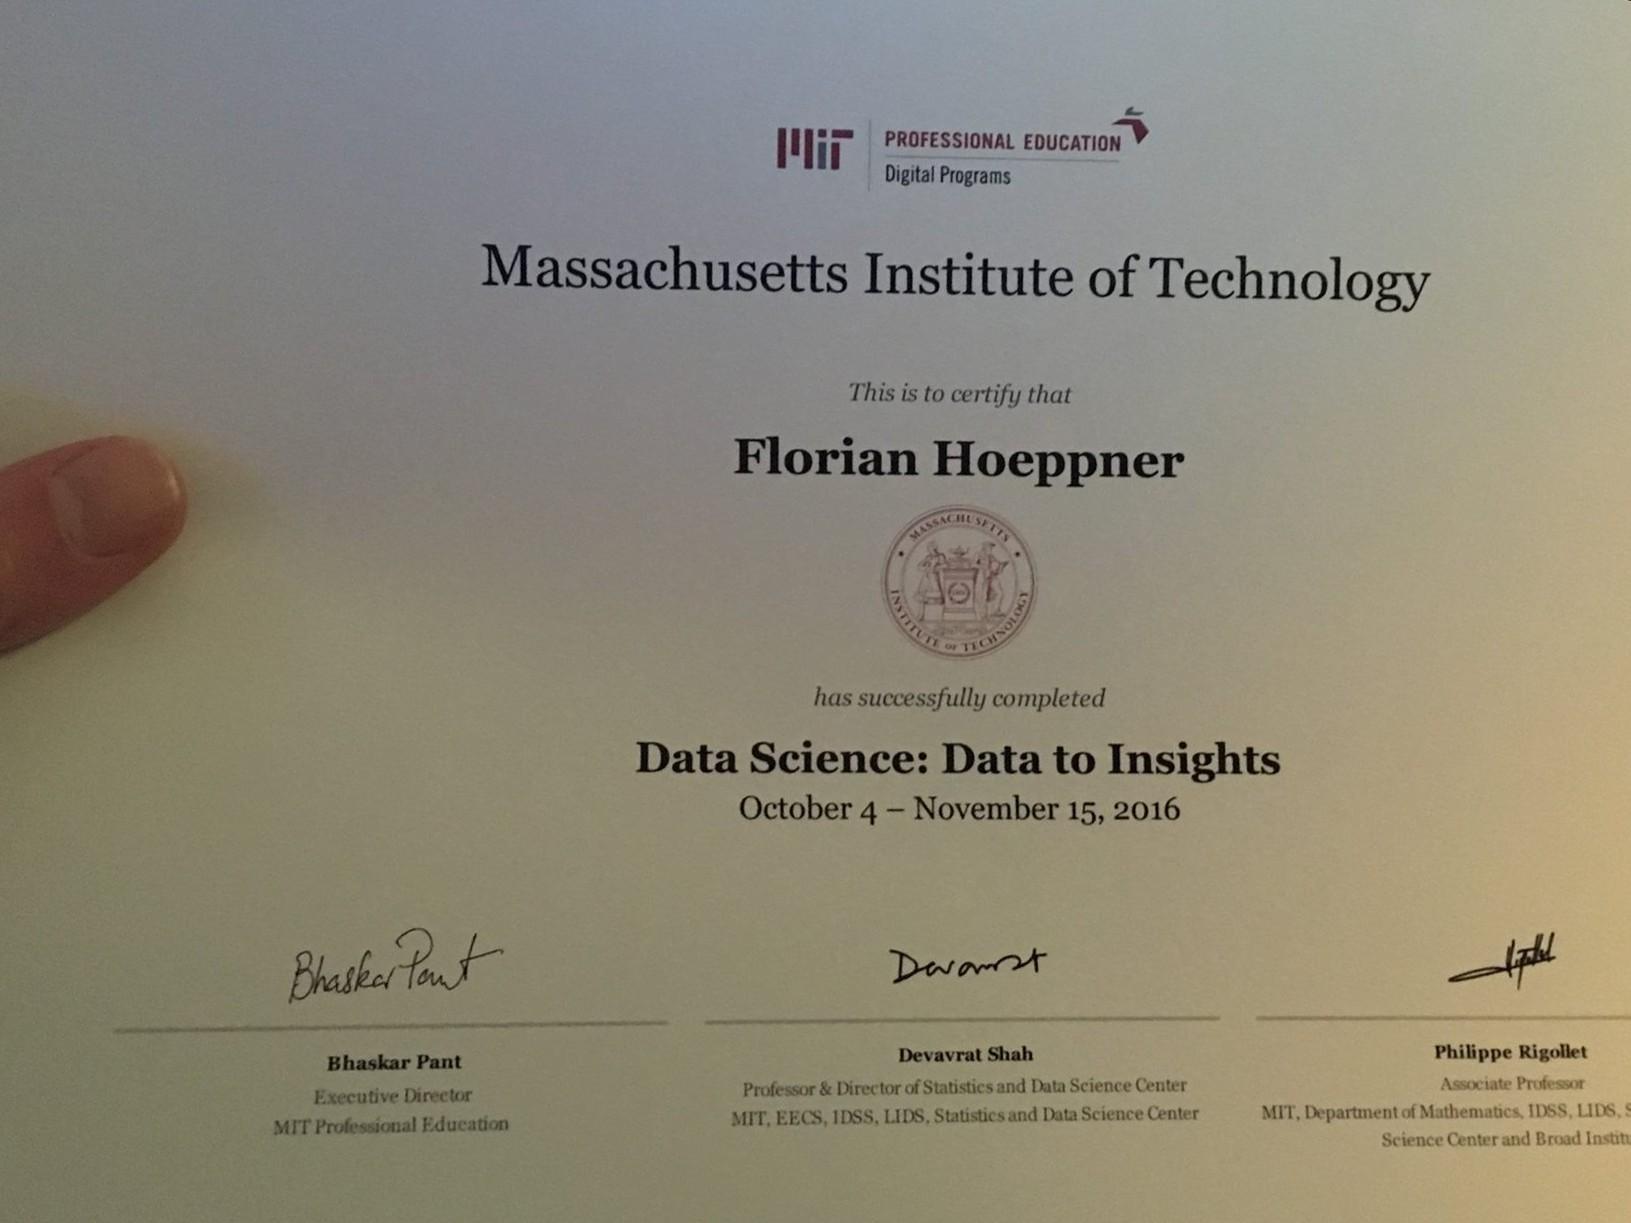 MIT PROFESSIONAL EDUCATION
Digital Programs
Massachusetts Institute of Technology
This is to certify that
Florian Hoeppner
MASSACHUSETTS
INSTITUTE OF TECHNOLOGY
has successfully completed
Data Science: Data to Insights
October 4 – November 15, 2016
Bhaskar Pant
Devavrat
Bhaskar Pant
Executive Director
MIT Professional Education
Devavrat Shah
Professor & Director of Statistics and Data Science Center
MIT, EECS, IDSS, LIDS, Statistics and Data Science Center
Philippe Rigollet
Associate Professor
MIT, Department of Mathematics, IDSS, LIDS, S
Science Center and Broad Institu